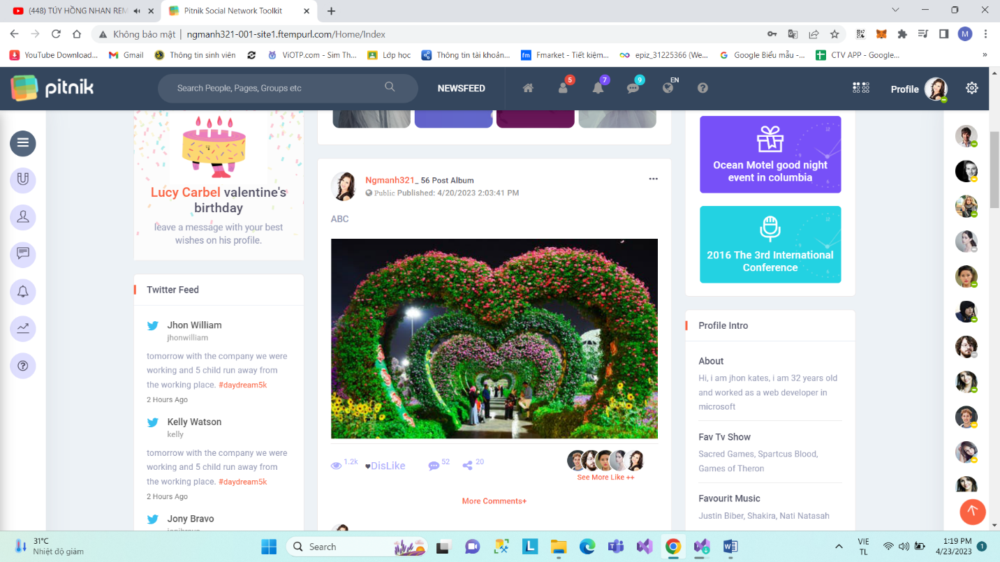 (448) TÚY HỒNG NHAN REM
Pitnik Social Network Toolkit
Không bảo mật | ngmanh321-001-site1.ftempurl.com/Home/Index
M
YouTube Download...
Gmail
Thông tin sinh viên
ViOTP.com - Sim Th...
Lớp học
Thông tin tài khoản...
fm
Fmarket - Tiết kiệm...
epiz_31225366 (We...
Google Biểu mẫu -...
CTV APP - Google...
»
pitnik
Search People, Pages, Groups etc
NEWSFEED
5
7
9
EN
Profile
Lucy Carbel valentine's
birthday
leave a message with your best
wishes on his profile.
Twitter Feed
Jhon William
jhonwilliam
tomorrow with the company we were
working and 5 child run away from
the working place. #daydream5k
2 Hours Ago
Kelly Watson
kelly
tomorrow with the company we were
working and 5 child run away from
the working place. #daydream5k
2 Hours Ago
Jony Bravo
Ngmanh321_ 56 Post Album
Public Published: 4/20/2023 2:03:41 PM
ABC
1.2k
DisLike
52
20
See More Like ++
More Comments+
Ocean Motel good night
event in columbia
2016 The 3rd International
Conference
Profile Intro
About
Hi, i am jhon kates, i am 32 years old
and worked as a web developer in
microsoft
Fav Tv Show
Sacred Games, Spartcus Blood,
Games of Theron
Favourit Music
Justin Biber, Shakira, Nati Natasah
31°C
Nhiệt độ giảm
Search
L
VIE
TL
1:19 PM
4/23/2023
1